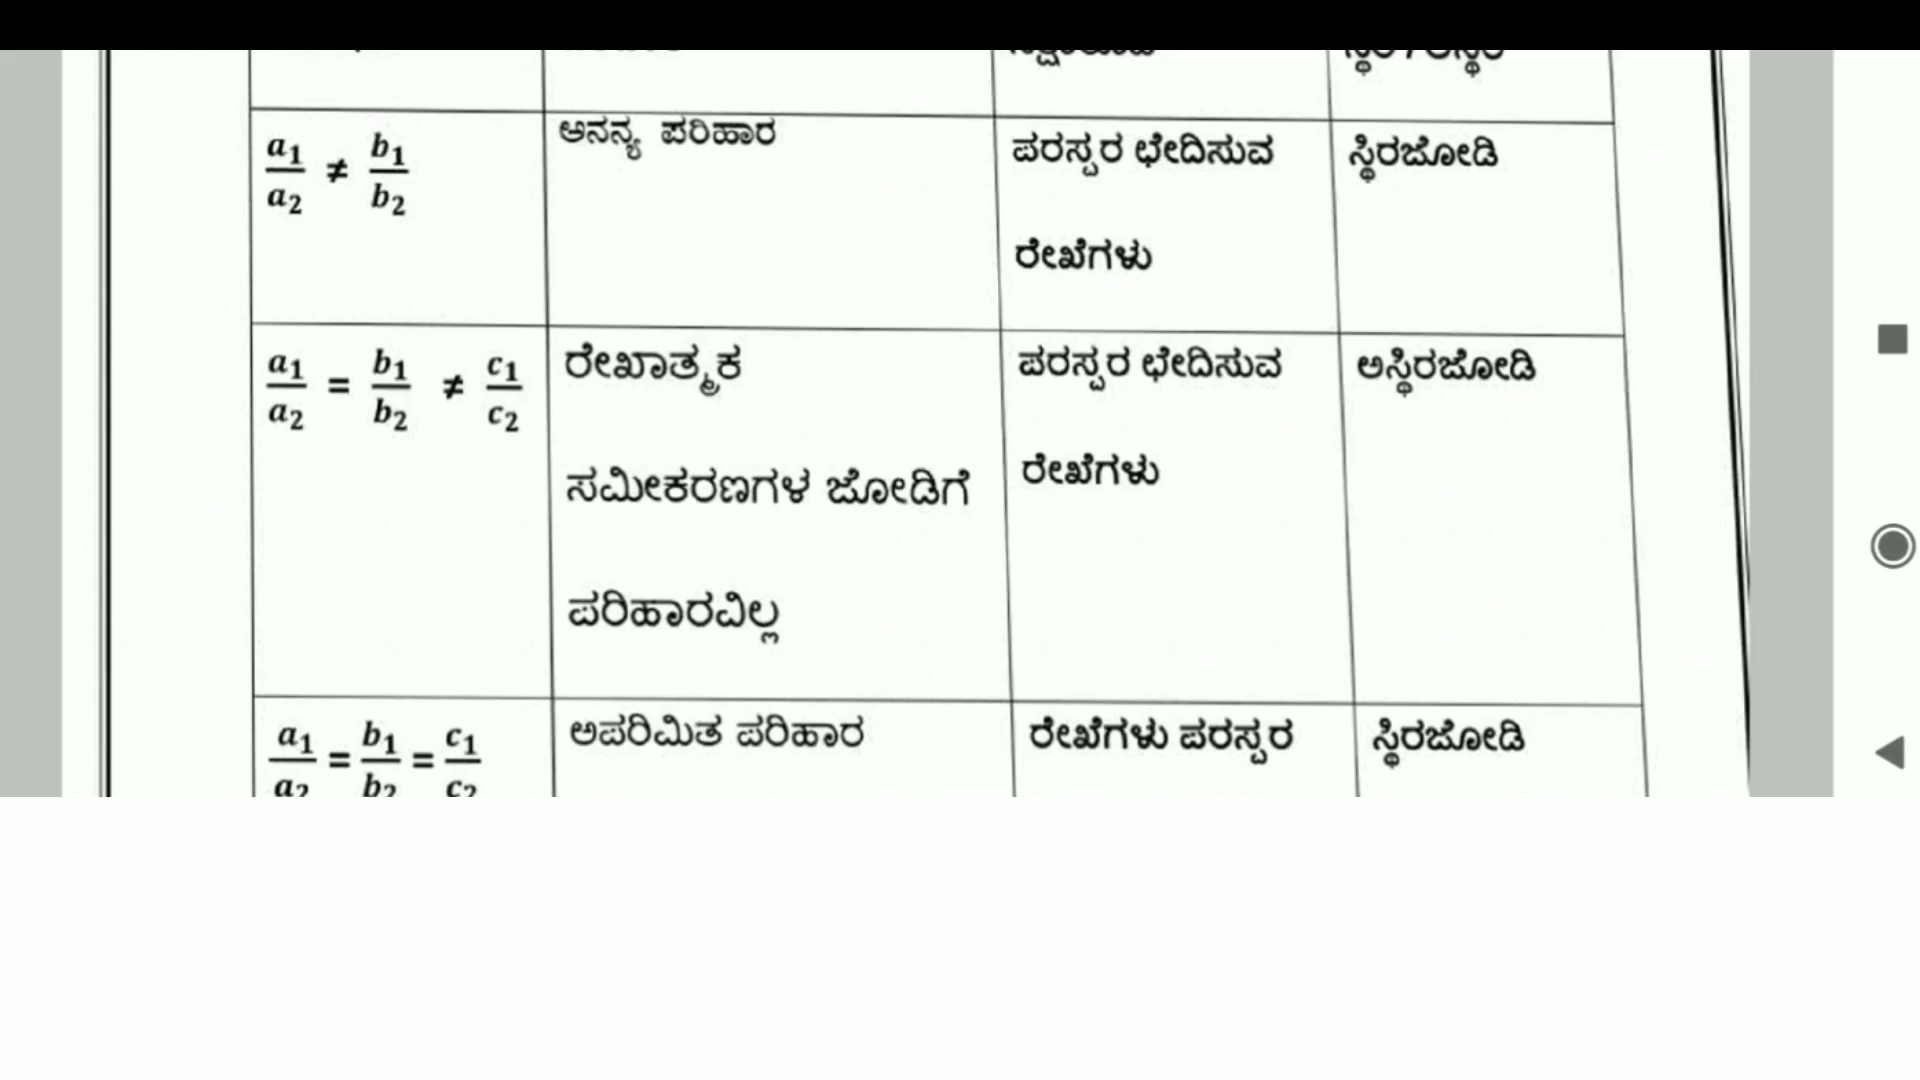 a₁/a₂ ≠ b₁/b₂
ಅನನ್ಯ ಪರಿಹಾರ
ಪರಸ್ಪರ ಛೇದಿಸುವ
ರೇಖೆಗಳು
ಸ್ಥಿರಜೋಡಿ
a₁/a₂ = b₁/b₂ ≠ c₁/c₂
ರೇಖಾತ್ಮಕ
ಸಮೀಕರಣಗಳ ಜೋಡಿಗೆ
ಪರಿಹಾರವಿಲ್ಲ
ಪರಸ್ಪರ ಛೇದಿಸುವ
ರೇಖೆಗಳು
ಅಸ್ಥಿರಜೋಡಿ
a₁/a₂ = b₁/b₂ = c₁/c₂
ಅಪರಿಮಿತ ಪರಿಹಾರ
ರೇಖೆಗಳು ಪರಸ್ಪರ
ಸ್ಥಿರಜೋಡಿ